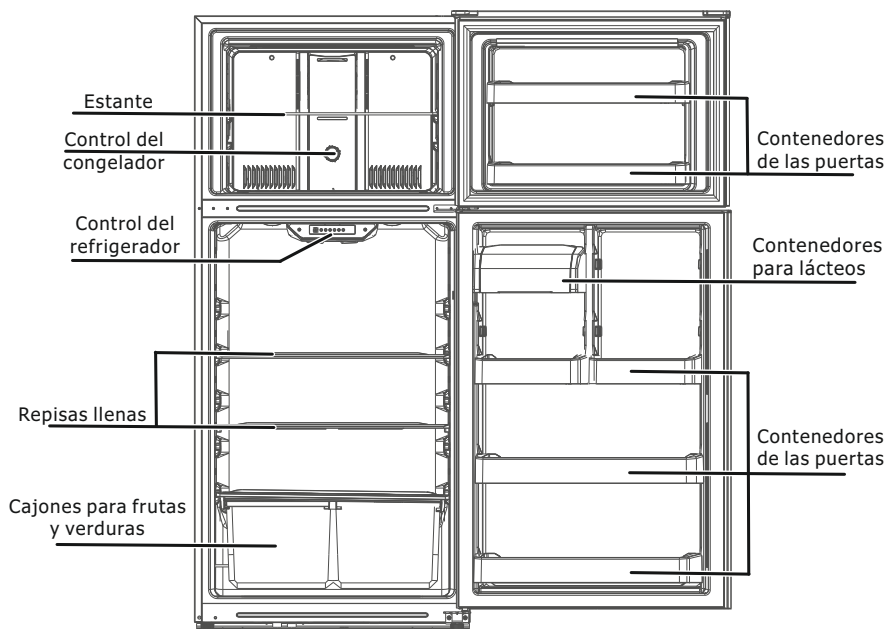 Estante
Control del
congelador
Control del
refrigerador
Repisas llenas
Cajones para frutas
y verduras
Contenedores
de las puertas
Contenedores
para lácteos
Contenedores
de las puertas